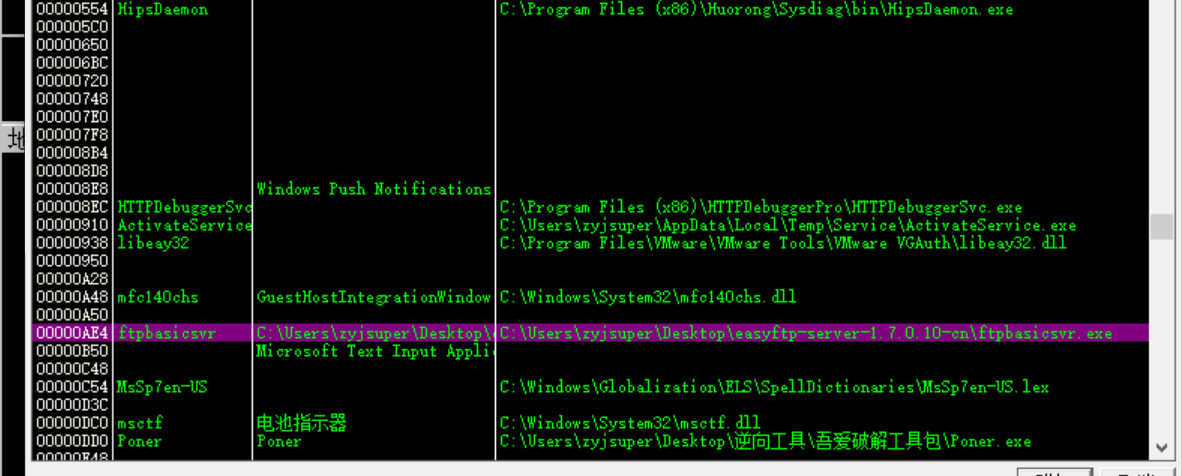 00000554 HipsDaemon C:\Program Files (x86)\Huorong\Sysdiag\bin\HipsDaemon.exe
000005C0
00000650
000006BC
00000720
00000748
000007E0
地 000007F8
000008B4
000008D8
000008E8 Windows Push Notifications
000008EC HTTPDebuggerSvc C:\Program Files (x86)\HTTPDebuggerPro\HTTPDebuggerSvc.exe
00000910 ActivateService C:\Users\zyjsuper\AppData\Local\Temp\Service\ActivateService.exe
00000938 libeay32 C:\Program Files\VMware\VMware Tools\VMware VGAuth\libeay32.dll
00000950
00000A28
00000A48 mfc140chs GuestHostIntegrationWindow C:\Windows\System32\mfc140chs.dll
00000A50
00000AE4 ftpbasicsvr C:\Users\zyjsuper\Desktop\ C:\Users\zyjsuper\Desktop\easyftp-server-1.7.0.10-cn\ftpbasicsvr.exe
00000B50 Microsoft Text Input Appli
00000C48
00000C54 MsSp7en-US C:\Windows\Globalization\ELS\SpellDictionaries\MsSp7en-US.lex
00000D3C
00000DC0 msctf 电池指示器 C:\Windows\System32\msctf.dll
00000DD0 Poner Poner C:\Users\zyjsuper\Desktop\逆向工具\吾爱破解工具包\Poner.exe
00000E48